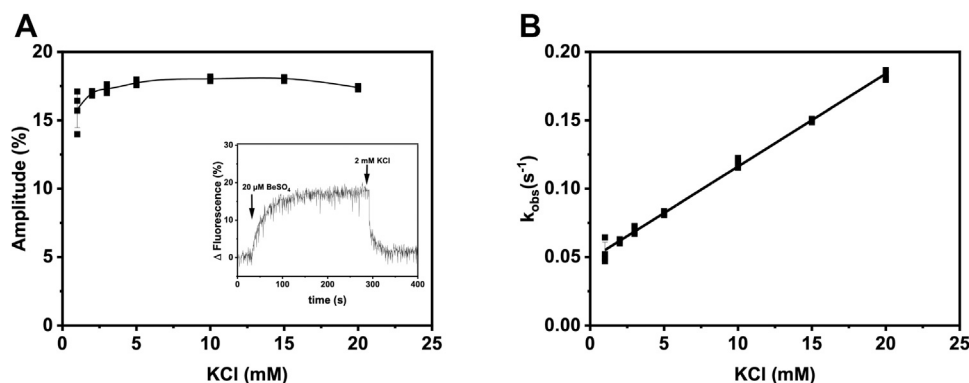 A
Amplitude (%)
20
15
10
5
0
0 5 10 15 20 25
KCl (mM)
Δ Fluorescence (%)
30
20
10
0
20 µM BeSO₄
2 mM KCl
0 100 200 300 400
time (s)
B
k_obs(s⁻¹)
0.20
0.15
0.10
0.05
0.00
0 5 10 15 20 25
KCl (mM)